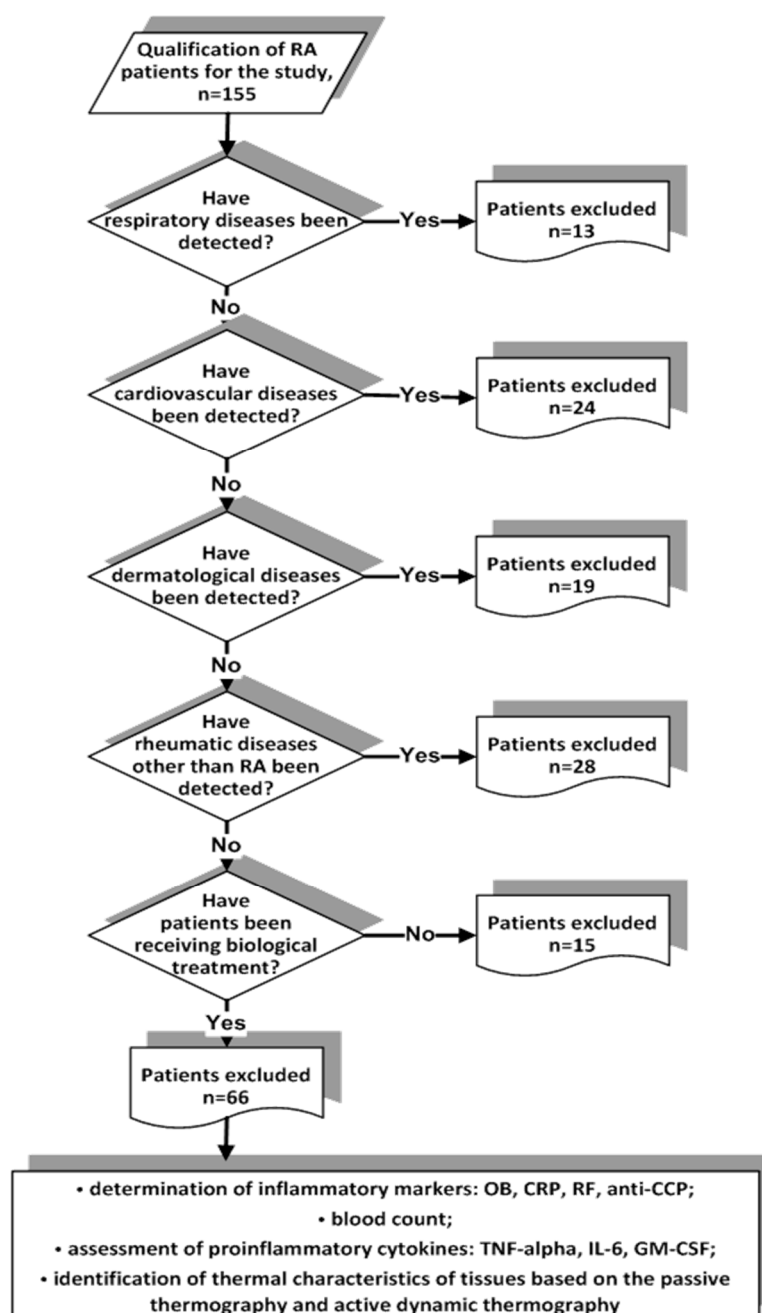 Qualification of RA
patients for the study,
n=155
Have
respiratory diseases been
detected?
Yes
Patients excluded
n=13
No
Have
cardiovascular diseases
been detected?
Yes
Patients excluded
n=24
No
Have
dermatological diseases
been detected?
Yes
Patients excluded
n=19
No
Have
rheumatic diseases
other than RA been
detected?
Yes
Patients excluded
n=28
No
Have
patients been
receiving biological
treatment?
No
Patients excluded
n=15
Yes
Patients excluded
n=66
• determination of inflammatory markers: OB, CRP, RF, anti-CCP;
• blood count;
• assessment of proinflammatory cytokines: TNF-alpha, IL-6, GM-CSF;
• identification of thermal characteristics of tissues based on the passive
thermography and active dynamic thermography